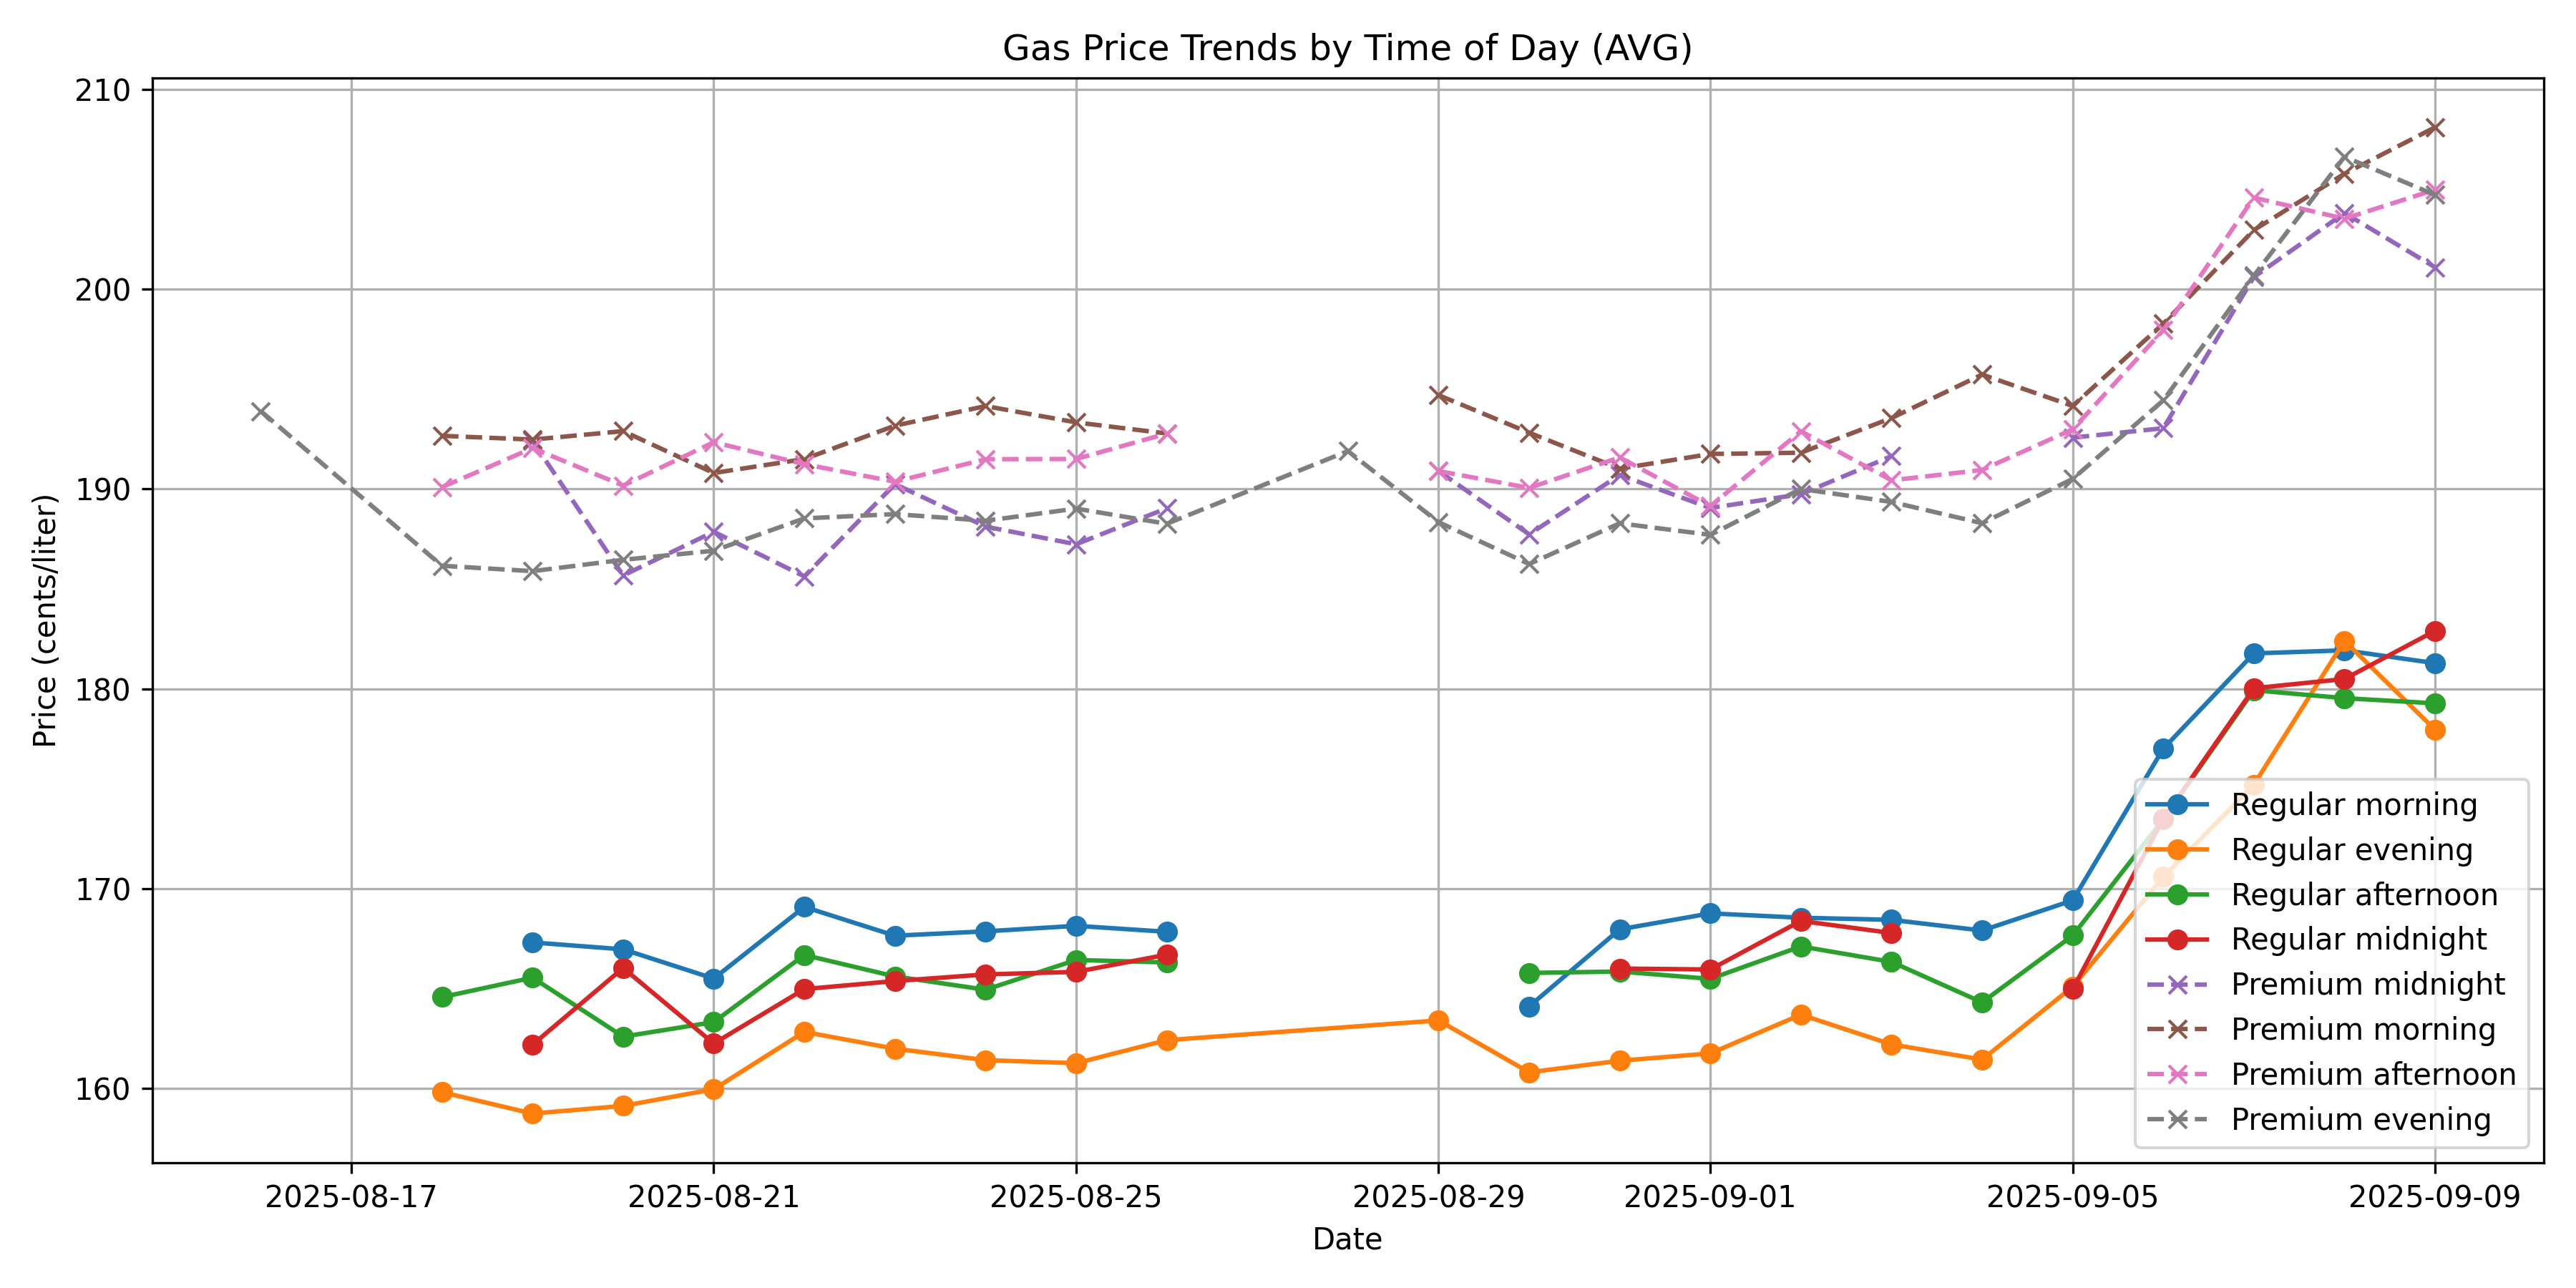 Gas Price Trends by Time of Day (AVG)
Price (cents/liter)
210
200
190
180
170
160
Regular morning
Regular evening
Regular afternoon
Regular midnight
Premium midnight
Premium morning
Premium afternoon
Premium evening
2025-08-17 2025-08-21 2025-08-25 2025-08-29 2025-09-01 2025-09-05 2025-09-09
Date